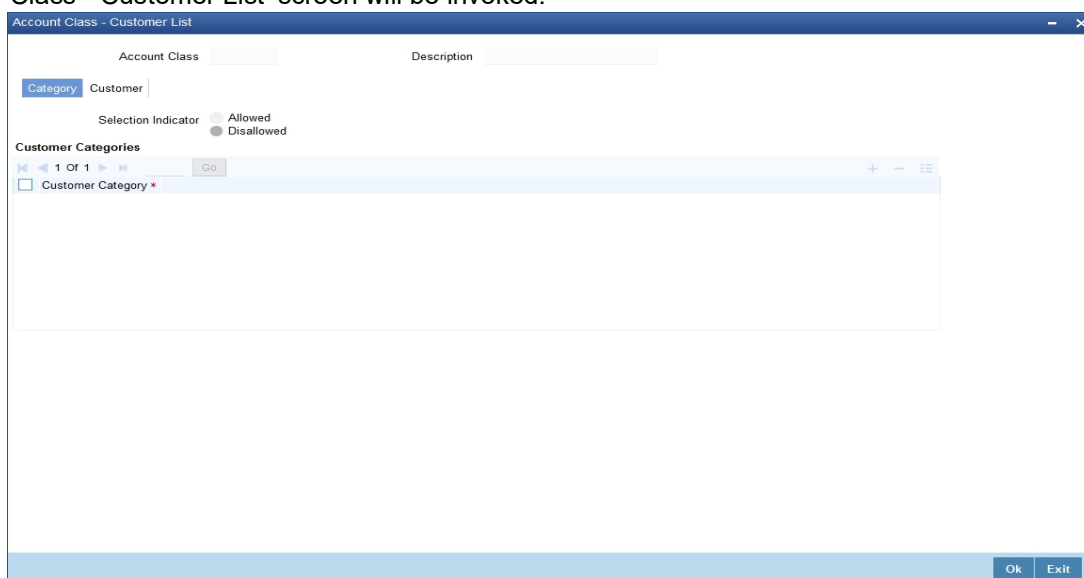 Class - Customer List' screen will be invoked.
Account Class - Customer List
Account Class Description
Category Customer
Selection Indicator Allowed
Disallowed
Customer Categories
1 Of 1 Go
Customer Category *
Ok Exit